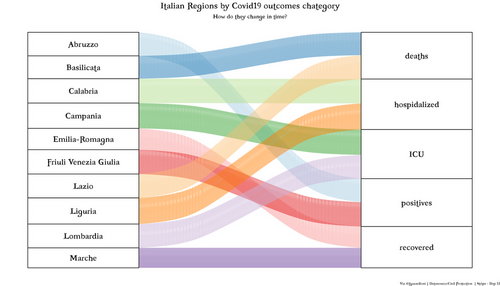 Italian Regions by Covid19 outcomes chategory
How do they change in time?
Abruzzo
Basilicata
Calabria
Campania
Emilia-Romagna
Friuli Venezia Giulia
Lazio
Liguria
Lombardia
Marche
deaths
hospidalized
ICU
positives
recovered